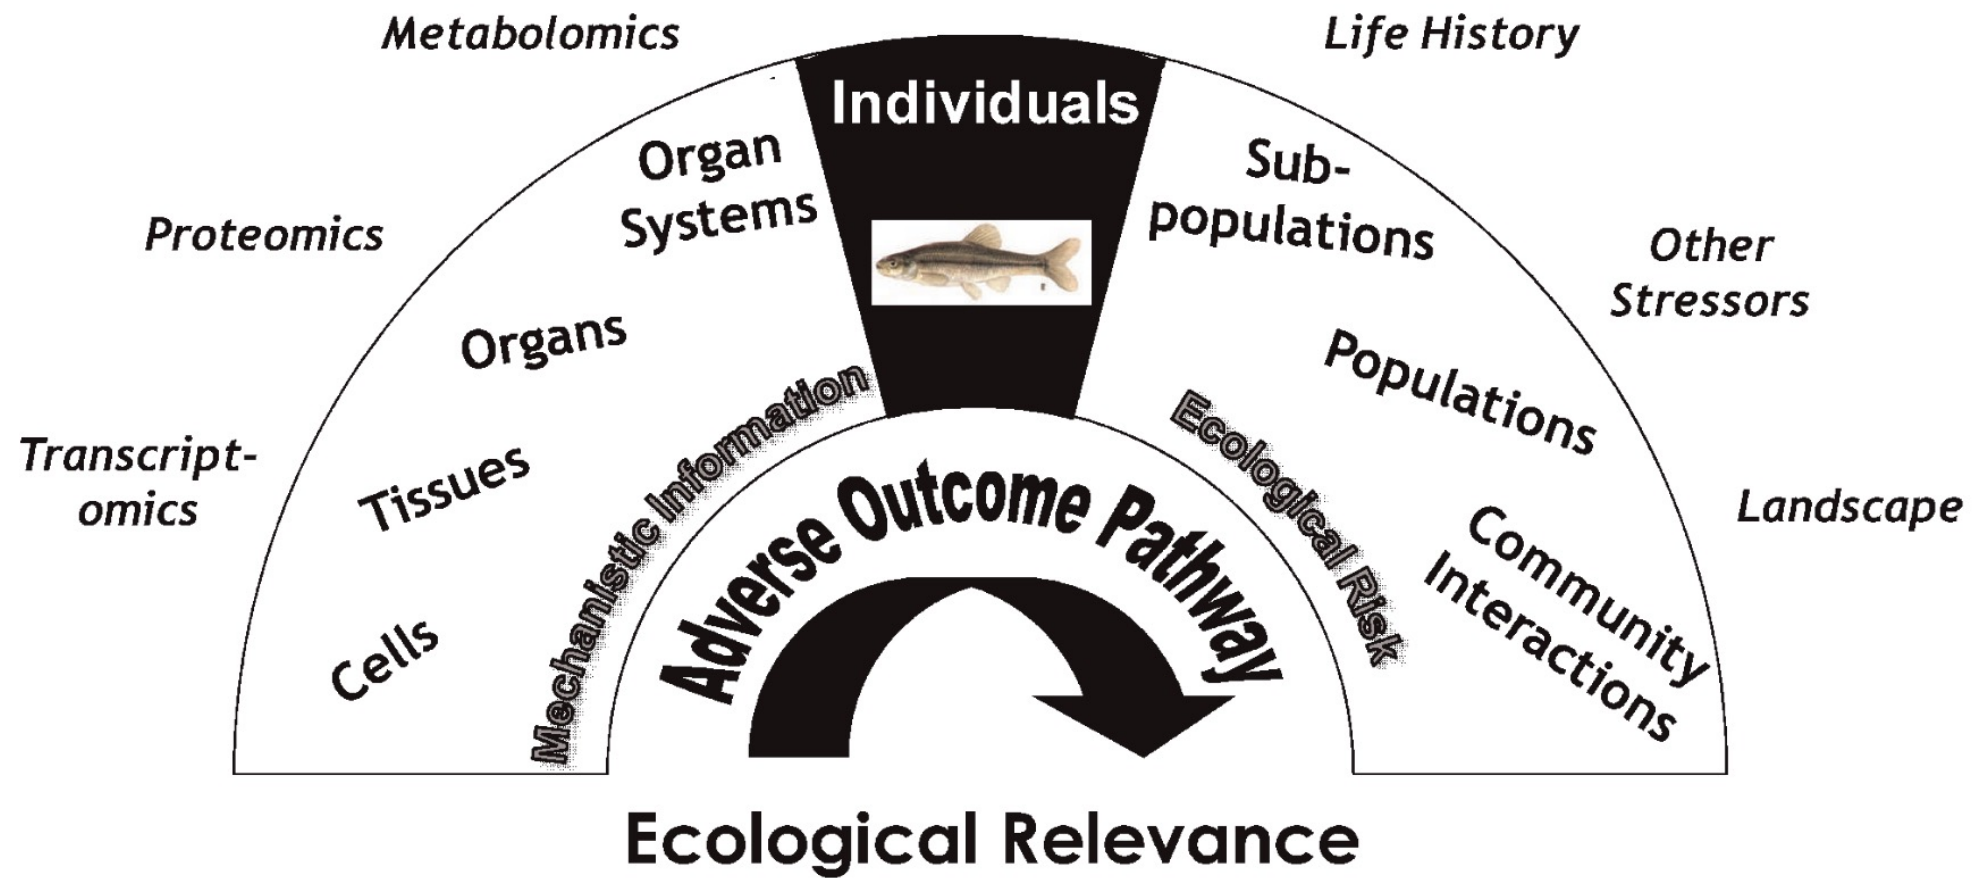 Metabolomics
Life History
Individuals
Organ
Systems
Sub-
populations
Proteomics
Other
Stressors
Organs
Populations
Mechanistic Information
Ecological Risk
Transcript-
omics
Tissues
Landscape
Community
Interactions
Adverse Outcome Pathway
Cells
Ecological Relevance